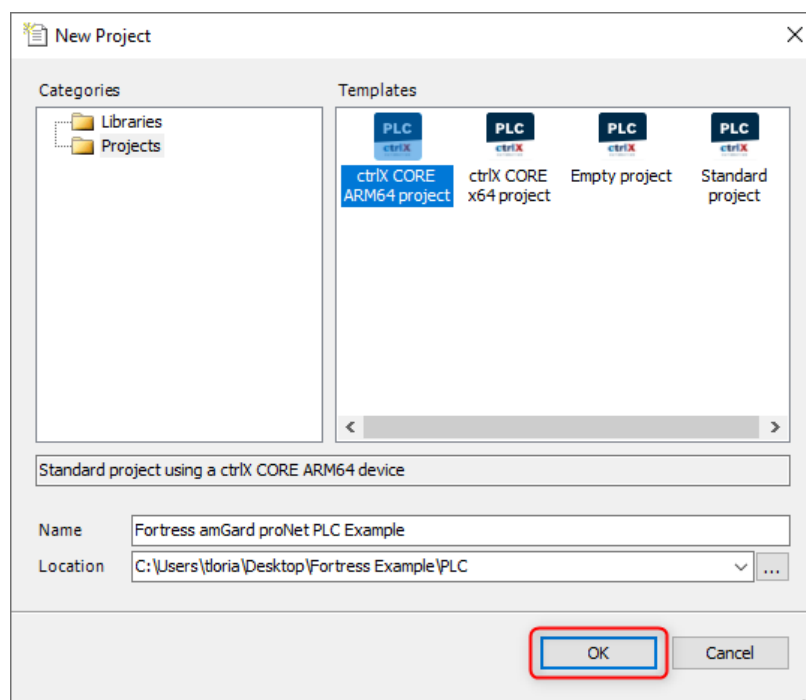 New Project
Categories
Templates
Libraries
Projects
PLC
ctrlX
PLC
ctrlX
PLC
ctrlX
PLC
ctrlX
ctrlX CORE
ARM64 project
ctrlX CORE
x64 project
Empty project
Standard
project
Standard project using a ctrlX CORE ARM64 device
Name
Fortress amGard proNet PLC Example
Location
C:\Users\tloria\Desktop\Fortress Example\PLC
...
OK
Cancel